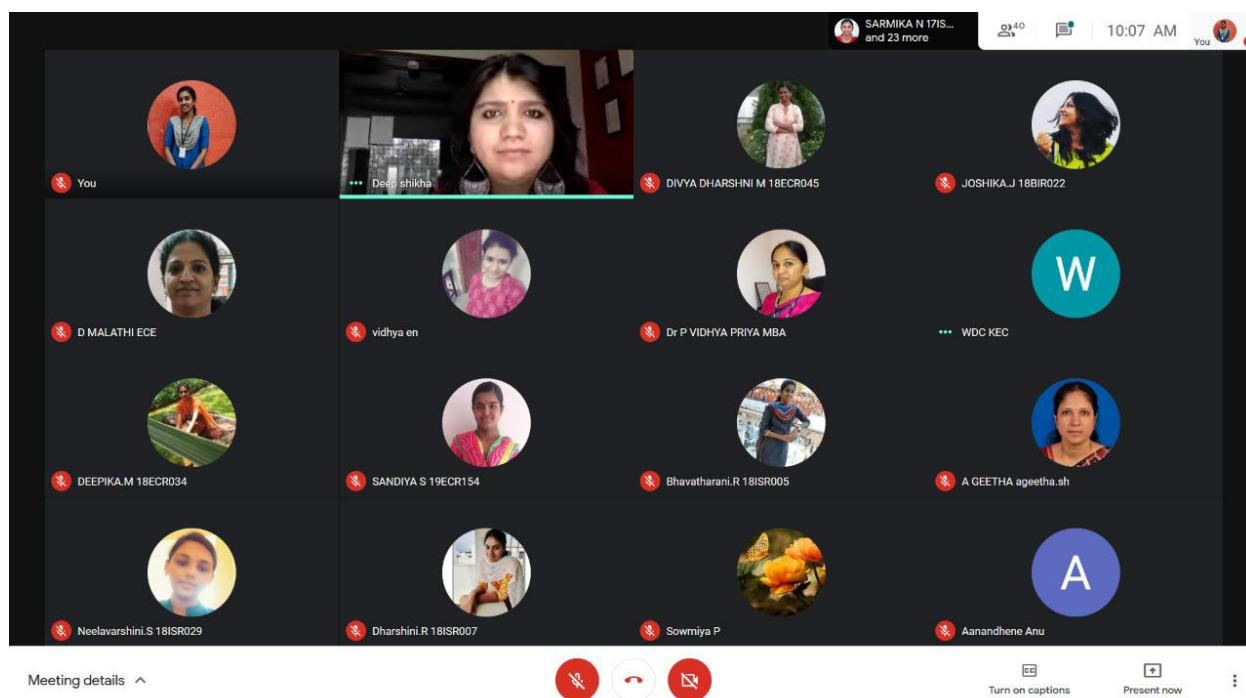 SARMIKA N 17IS...
and 23 more
40
10:07 AM
You
You
Deep shikha
DIVYA DHARSHNI M 18ECR045
JOSHIKA.J 18BIR022
D MALATHI ECE
vidhya en
Dr P VIDHYA PRIYA MBA
W
WDC KEC
DEEPIKA.M 18ECR034
SANDIYA S 19ECR154
Bhavatharani.R 18ISR005
A GEETHA ageetha.sh
Neelavarshini.S 18ISR029
Dharshini.R 18ISR007
Sowmiya P
A
Aanandhene Anu
Meeting details
CC
Turn on captions
Present now